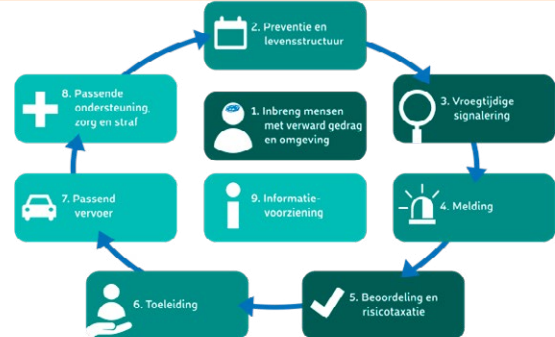 2. Preventie en
levensstructuur
8. Passende
ondersteuning,
zorg en straf
1. Inbreng mensen
met verward gedrag
en omgeving
3. Vroegtijdige
signalering
7. Passend
vervoer
9. Informatie-
voorziening
4. Melding
6. Toeleiding
5. Beoordeling en
risicotaxatie